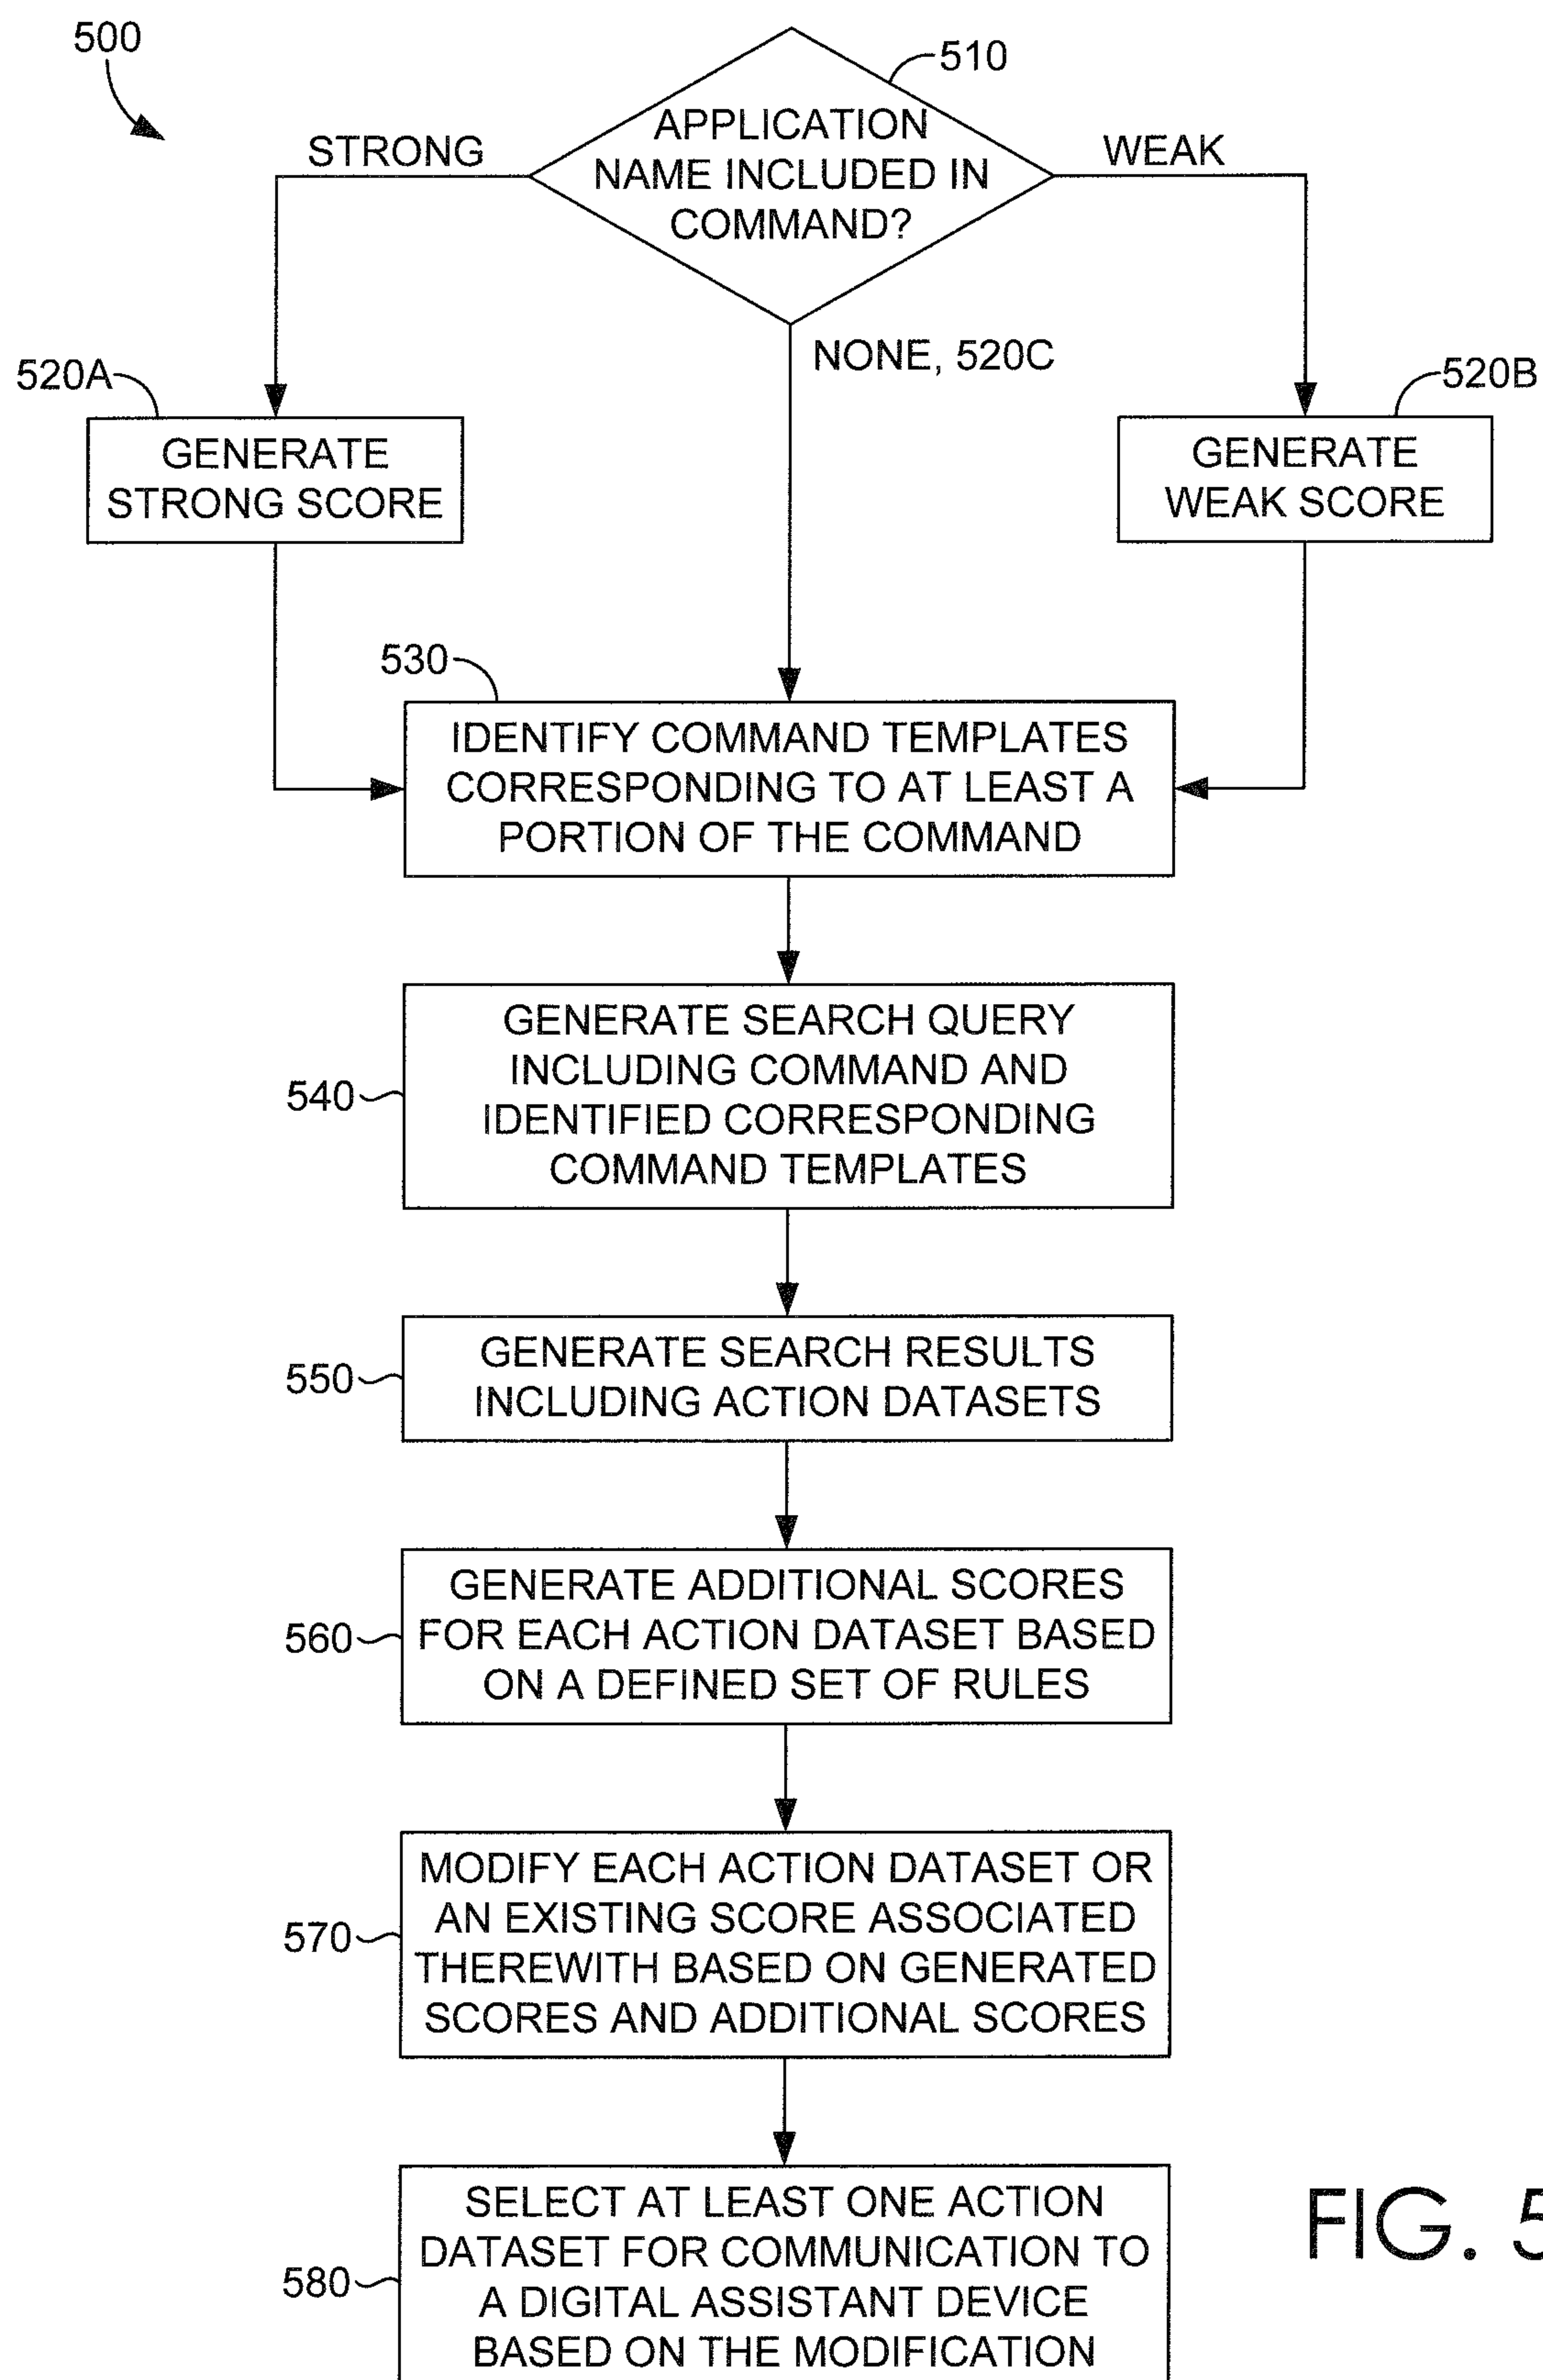 500
510
APPLICATION
NAME INCLUDED IN
COMMAND?
STRONG
WEAK
NONE, 520C
520A
GENERATE
STRONG SCORE
520B
GENERATE
WEAK SCORE
530
IDENTIFY COMMAND TEMPLATES
CORRESPONDING TO AT LEAST A
PORTION OF THE COMMAND
540
GENERATE SEARCH QUERY
INCLUDING COMMAND AND
IDENTIFIED CORRESPONDING
COMMAND TEMPLATES
550
GENERATE SEARCH RESULTS
INCLUDING ACTION DATASETS
560
GENERATE ADDITIONAL SCORES
FOR EACH ACTION DATASET BASED
ON A DEFINED SET OF RULES
570
MODIFY EACH ACTION DATASET OR
AN EXISTING SCORE ASSOCIATED
THEREWITH BASED ON GENERATED
SCORES AND ADDITIONAL SCORES
580
SELECT AT LEAST ONE ACTION
DATASET FOR COMMUNICATION TO
A DIGITAL ASSISTANT DEVICE
BASED ON THE MODIFICATION
FIG. 5